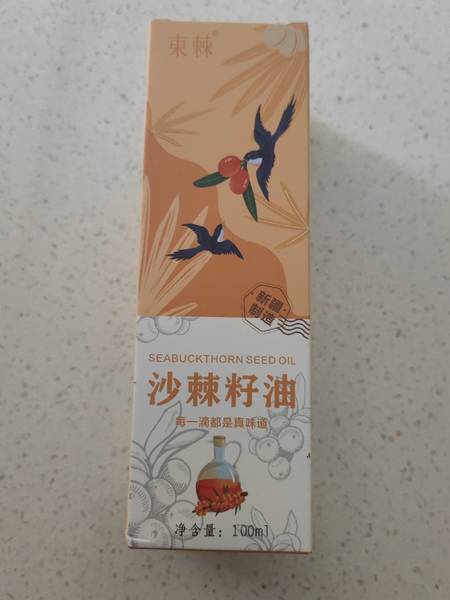 東棘®
新疆·
制造
SEABUCKTHORN SEED OIL
沙棘籽油
每一滴都是真味道
净含量：100ml